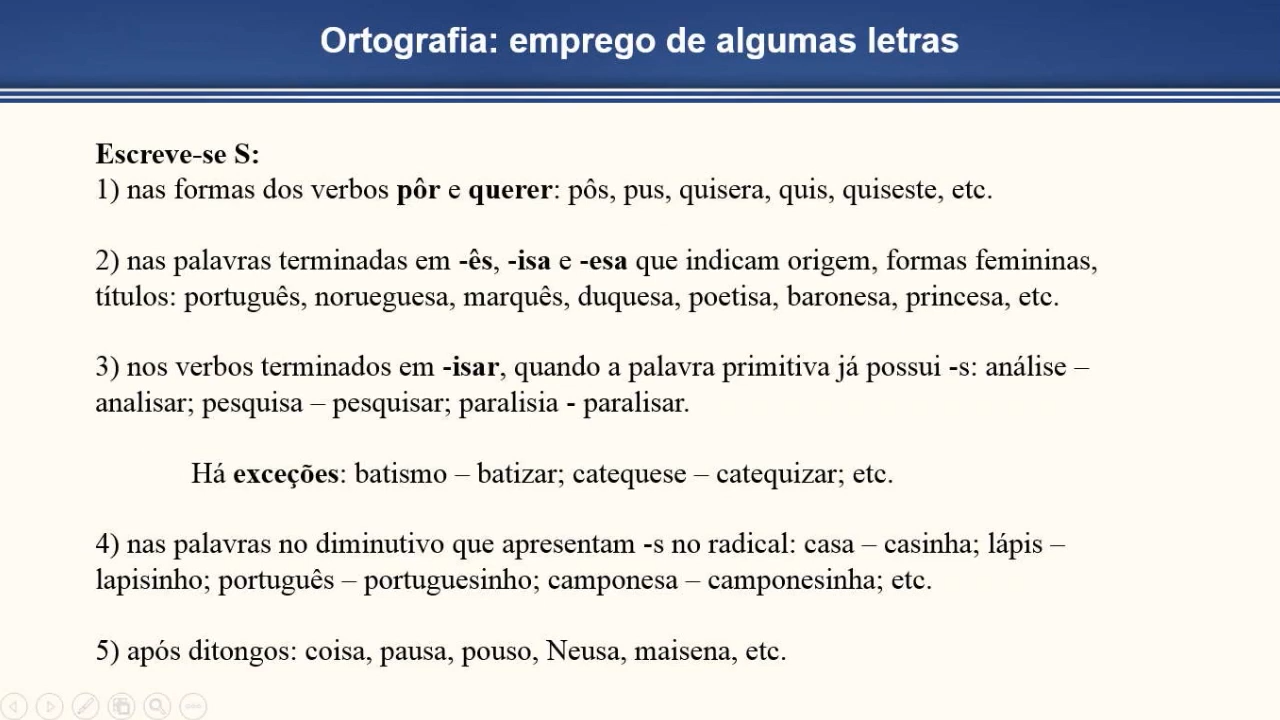 Ortografia: emprego de algumas letras
Escreve-se S:
1) nas formas dos verbos pôr e querer: pôs, pus, quisera, quis, quiseste, etc.
2) nas palavras terminadas em -ês, -isa e -esa que indicam origem, formas femininas,
títulos: português, norueguesa, marquês, duquesa, poetisa, baronesa, princesa, etc.
3) nos verbos terminados em -isar, quando a palavra primitiva já possui -s: análise –
analisar; pesquisa – pesquisar; paralisia - paralisar.
Há exceções: batismo – batizar; catequese – catequizar; etc.
4) nas palavras no diminutivo que apresentam -s no radical: casa – casinha; lápis –
lapisinho; português – portuguesinho; camponesa – camponesinha; etc.
5) após ditongos: coisa, pausa, pouso, Neusa, maisena, etc.